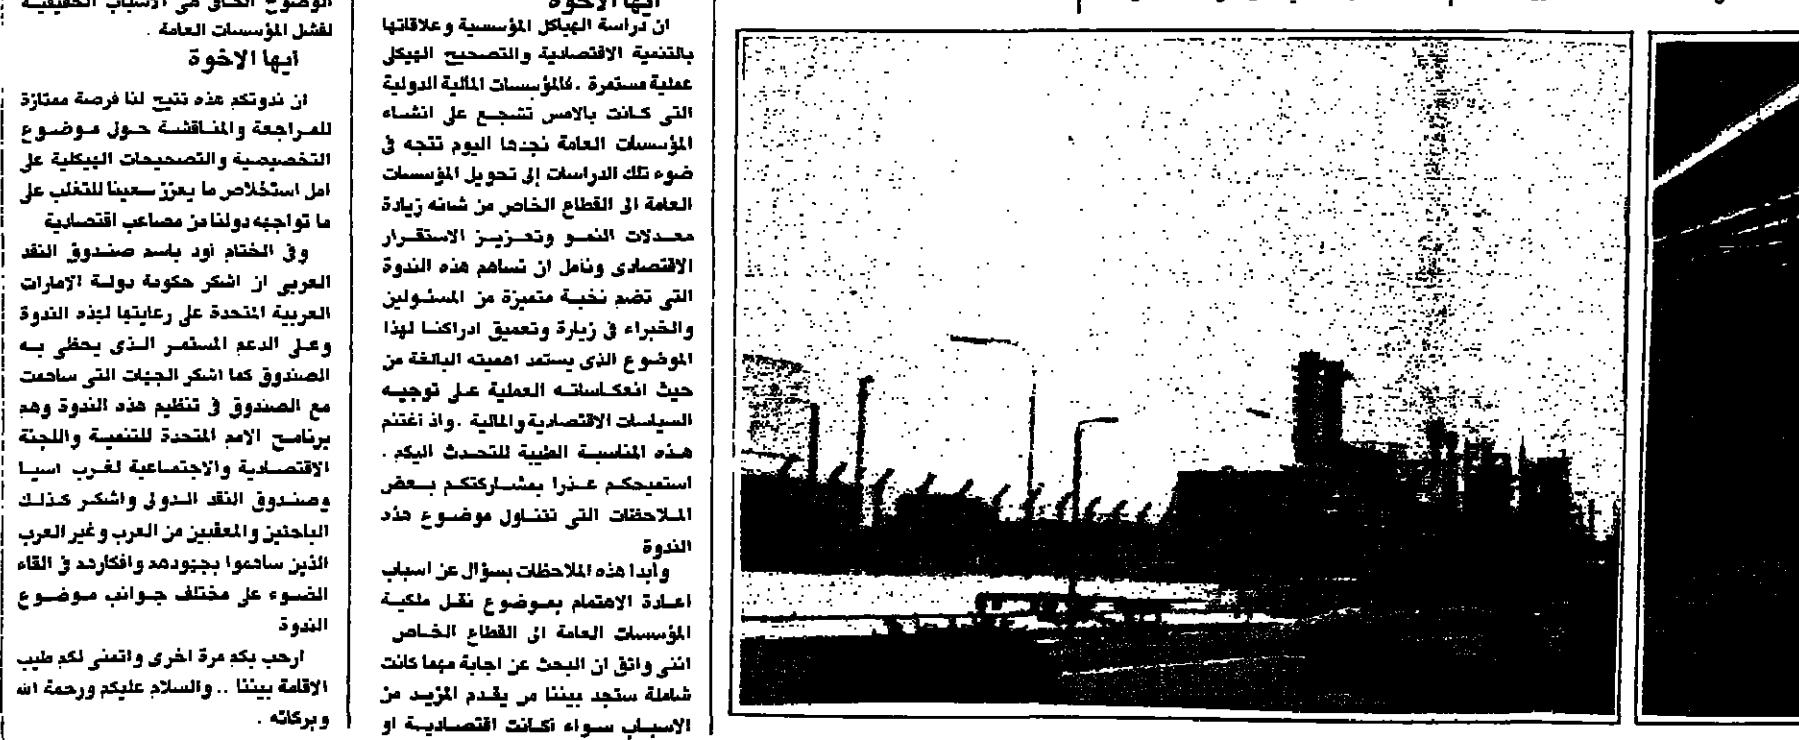 ايها الاخوة
ان دراسة الهياكل المؤسسية وعلاقاتها
بالتنمية الاقتصادية والتصحيح الهيكلى
عملية مستمرة . فالمؤسسات المالية الدولية
التى كانت بالامس تشجع على انشاء
المؤسسات العامة نجدها اليوم تتجه في
ضوء تلك الدراسات إلى تحويل المؤسسات
العامة الى القطاع الخاص من شانه زيادة
معدلات النمو وتعزيز الاستقرار
الاقتصادى ونامل ان تساهم هذه الندوة
التى تضم نخبة متميزة من المسئولين
والخبراء في زيارة وتعميق ادراكنا لهذا
الموضوع الذى يستمد اهميته البالغة من
حيث انعكاساته العملية على توجيه
السياسات الاقتصادية والمالية . واذ اغتنم
هذه المناسبة الطيبة للتحدث اليكم .
استميحكم عذرا بمشاركتكم بعض
الملاحظات التى تتناول موضوع هذه
الندوة
وأبدا هذه الملاحظات بسؤال عن اسباب
اعادة الاهتمام بموضوع نقل ملكية
المؤسسات العامة الى القطاع الخاص
اننى واثق ان البحث عن اجابة مهما كانت
شاملة ستجد بيننا من يقدم المزيد من
الاسباب سواء اكانت اقتصادية او
الوضوع الحالى هى الاسباب الحقيقية
لفشل المؤسسات العامة .
ايها الاخوة
ان ندوتكم هذه تتيح لنا فرصة ممتازة
للمراجعة والمناقشة حول موضوع
التخصيصية والتصحيحات الهيكلية على
امل استخلاص ما يعزز سعينا للتغلب على
ما تواجهه دولنا من مصاعب اقتصادية
وفي الختام اود باسم صندوق النقد
العربي ان اشكر حكومة دولة الامارات
العربية المتحدة على رعايتها لهذه الندوة
وعلى الدعم المستمر الذى يحظى به
الصندوق كما اشكر الجهات التى ساهمت
مع الصندوق في تنظيم هذه الندوة وهم
برنامج الامم المتحدة للتنمية واللجنة
الاقتصادية والاجتماعية لغرب اسيا
وصندوق النقد الدولى واشكر كذلك
الباحثين والمعقبين من العرب وغير العرب
الذين ساهموا بجهودهم وافكارهم في القاء
الضوء على مختلف جوانب موضوع
الندوة
ارحب بكم مرة اخرى واتمنى لكم طيب
الاقامة بيننا .. والسلام عليكم ورحمة الله
وبركاته .